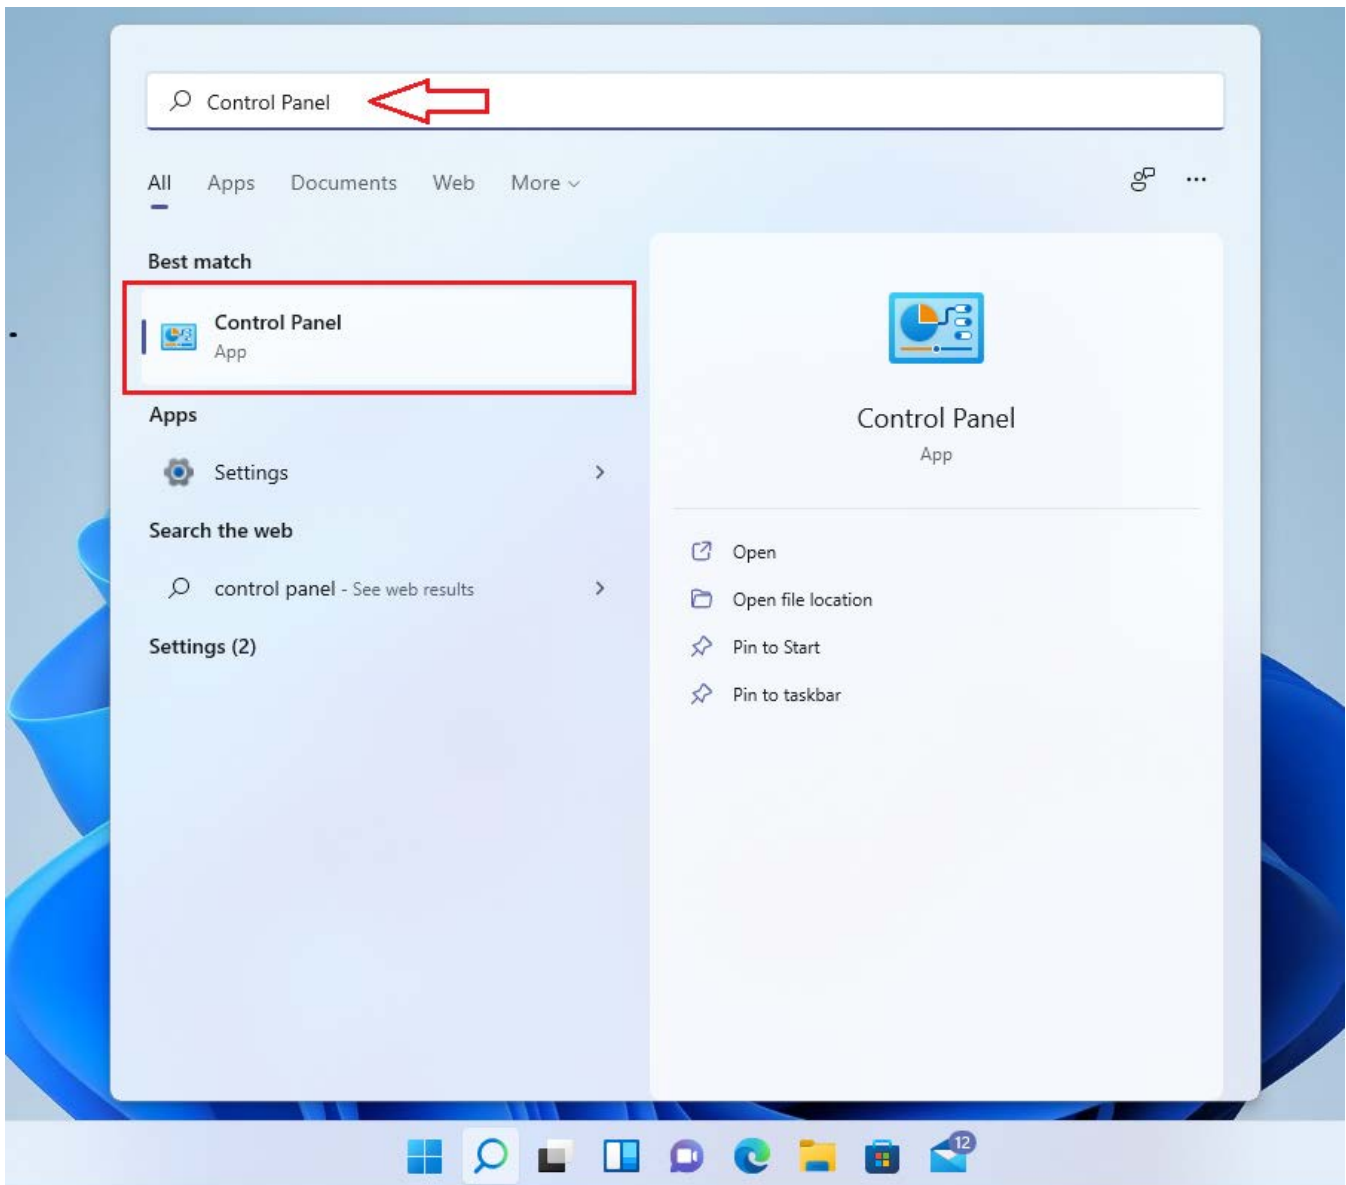 Control Panel
All Apps Documents Web More
Best match
Control Panel
App
Apps
Settings
Search the web
control panel - See web results
Settings (2)
Control Panel
App
Open
Open file location
Pin to Start
Pin to taskbar
12